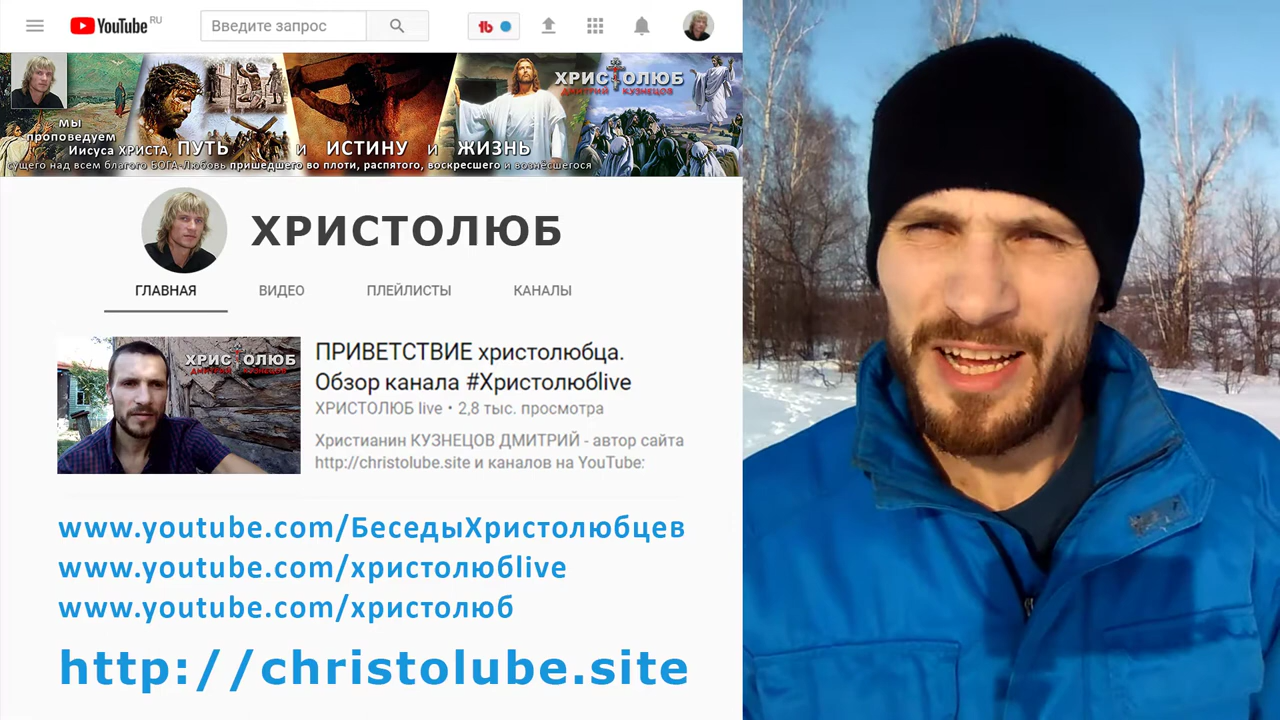 YouTube RU
Введите запрос
ХРИСТОЛЮБ
ДМИТРИЙ КУЗНЕЦОВ
мы
проповедуем
Иисуса ХРИСТА, ПУТЬ и ИСТИНУ и ЖИЗНЬ
сущего над всем благого БОГА-Любовь пришедшего во плоти, распятого, воскресшего и вознёсшегося
ХРИСТОЛЮБ
ГЛАВНАЯ ВИДЕО ПЛЕЙЛИСТЫ КАНАЛЫ
ХРИСТОЛЮБ
ДМИТРИЙ КУЗНЕЦОВ
ПРИВЕТСТВИЕ христолюбца.
Обзор канала #Христолюблive
ХРИСТОЛЮБ live • 2,8 тыс. просмотра
Христианин КУЗНЕЦОВ ДМИТРИЙ - автор сайта
http://christolube.site и каналов на YouTube:
www.youtube.com/БеседыХристолюбцев
www.youtube.com/христолюблive
www.youtube.com/христолюб
http://christolube.site